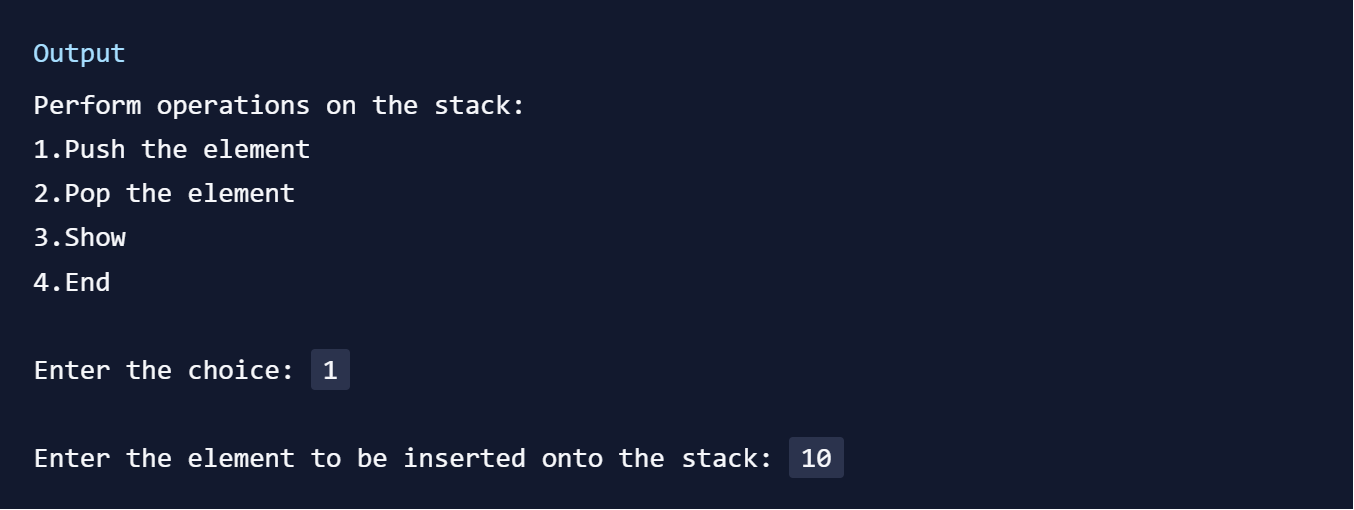 Output
Perform operations on the stack:
1.Push the element
2.Pop the element
3.Show
4.End
Enter the choice: 1
Enter the element to be inserted onto the stack: 10